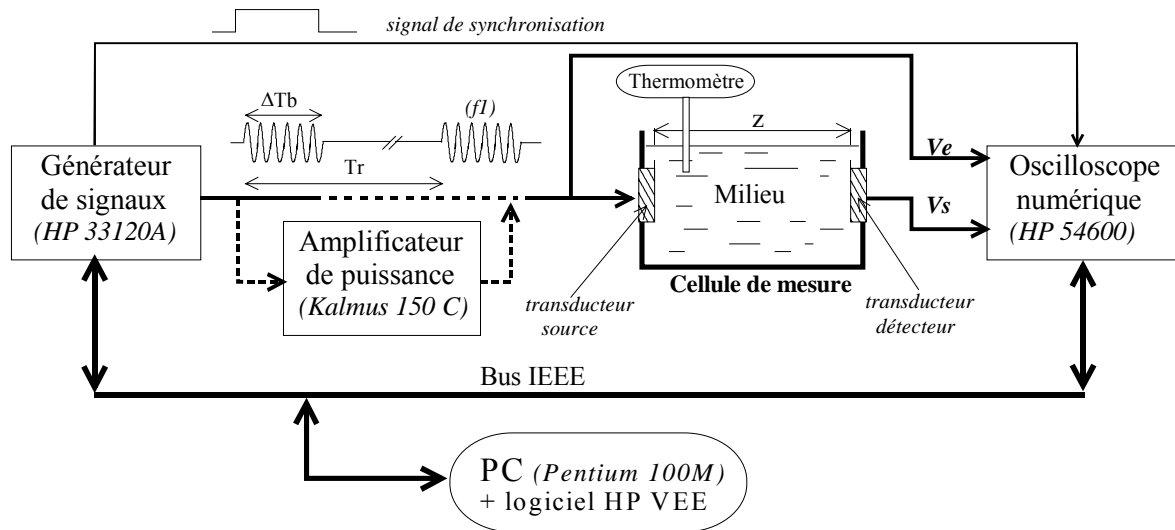 signal de synchronisation
Thermomètre
ΔTb
(f1)
z
Ve
Générateur
de signaux
(HP 33120A)
Tr
Milieu
Vs
Oscilloscope
numérique
(HP 54600)
Amplificateur
de puissance
(Kalmus 150 C)
Cellule de mesure
transducteur
source
transducteur
détecteur
Bus IEEE
PC (Pentium 100M)
+ logiciel HP VEE